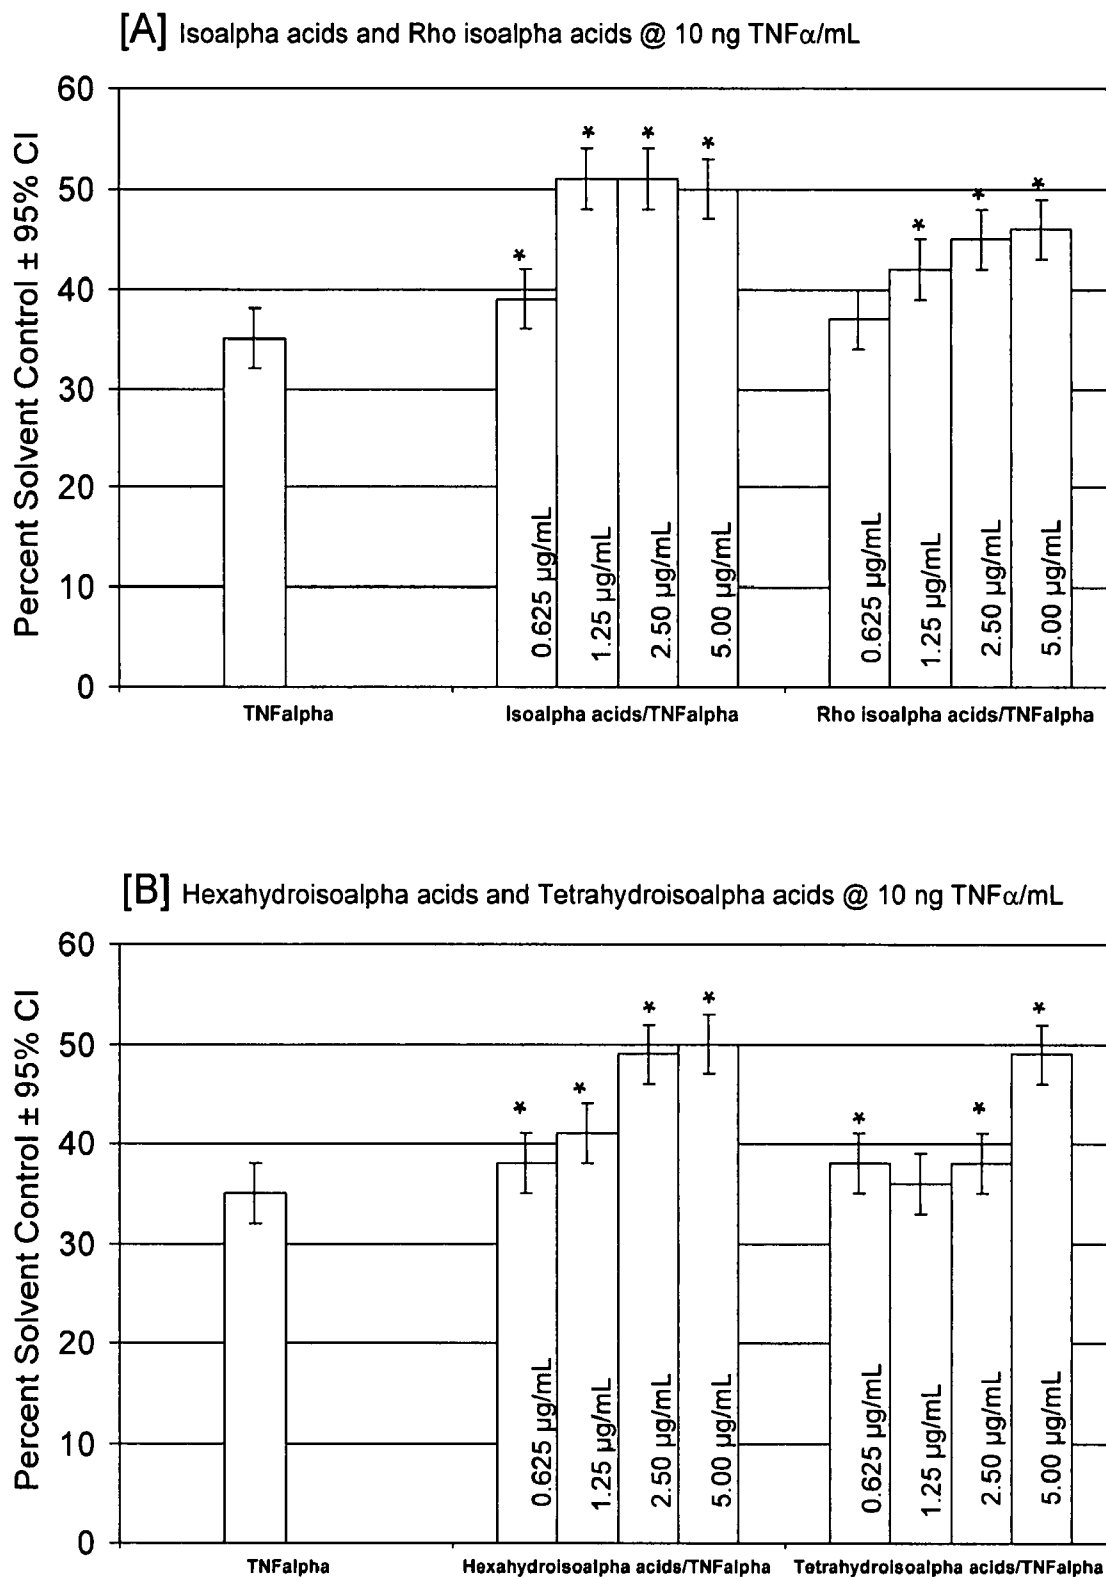 [A] Isoalpha acids and Rho isoalpha acids @ 10 ng TNFα/mL
Percent Solvent Control ± 95% CI
60
50
40
30
20
10
0
* * * * * * *
0.625 µg/mL
1.25 µg/mL
2.50 µg/mL
5.00 µg/mL
0.625 µg/mL
1.25 µg/mL
2.50 µg/mL
5.00 µg/mL
TNFalpha Isoalpha acids/TNFalpha Rho isoalpha acids/TNFalpha
[B] Hexahydroisoalpha acids and Tetrahydroisoalpha acids @ 10 ng TNFα/mL
Percent Solvent Control ± 95% CI
60
50
40
30
20
10
0
* * * * * * *
0.625 µg/mL
1.25 µg/mL
2.50 µg/mL
5.00 µg/mL
0.625 µg/mL
1.25 µg/mL
2.50 µg/mL
5.00 µg/mL
TNFalpha Hexahydroisoalpha acids/TNFalpha Tetrahydroisoalpha acids/TNFalpha